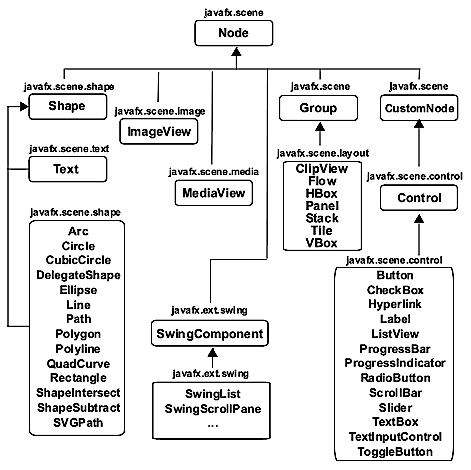 javafx.scene
Node
javafx.scene.shape
Shape
javafx.scene.image
ImageView
javafx.scene.text
Text
javafx.scene.media
MediaView
javafx.scene
Group
javafx.scene.layout
ClipView
Flow
HBox
Panel
Stack
Tile
VBox
javafx.scene
CustomNode
javafx.scene.control
Control
javafx.scene.shape
Arc
Circle
CubicCircle
DelegateShape
Ellipse
Line
Path
Polygon
Polyline
QuadCurve
Rectangle
ShapeIntersect
ShapeSubtract
SVGPath
javafx.ext.swing
SwingComponent
javafx.ext.swing
SwingList
SwingScrollPane
...
javafx.scene.control
Button
CheckBox
Hyperlink
Label
ListView
ProgressBar
ProgressIndicator
RadioButton
ScrollBar
Slider
TextBox
TextInputControl
ToggleButton